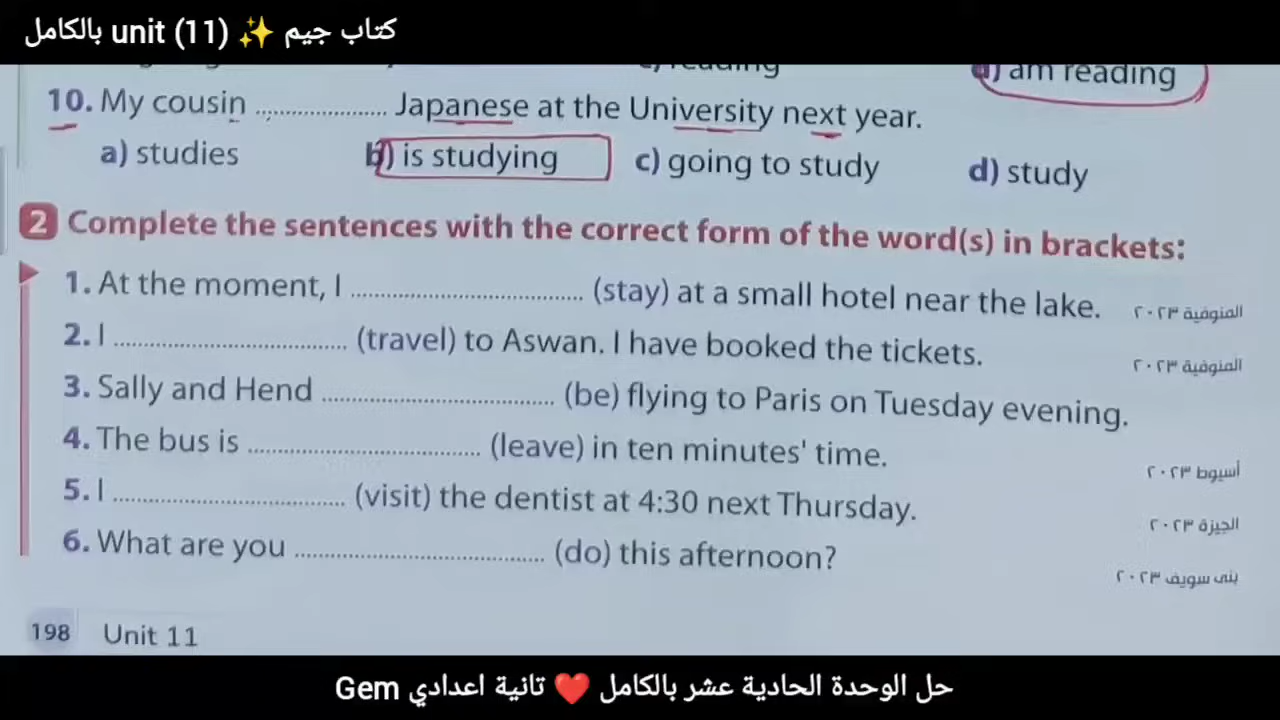 كتاب جيم ✨ unit (11) بالكامل
c) reading d) am reading
10. My cousin .................... Japanese at the University next year.
a) studies b) is studying c) going to study d) study
2 Complete the sentences with the correct form of the word(s) in brackets:
1. At the moment, I .................................... (stay) at a small hotel near the lake. المنوفية ٢٠٢٣
2. I .................................... (travel) to Aswan. I have booked the tickets. المنوفية ٢٠٢٣
3. Sally and Hend .................................... (be) flying to Paris on Tuesday evening.
4. The bus is .................................... (leave) in ten minutes' time. أسيوط ٢٠٢٣
5. I .................................... (visit) the dentist at 4:30 next Thursday. الجيزة ٢٠٢٣
6. What are you .................................... (do) this afternoon? بنى سويف ٢٠٢٣
198 Unit 11
حل الوحدة الحادية عشر بالكامل ❤️ تانية اعدادي Gem